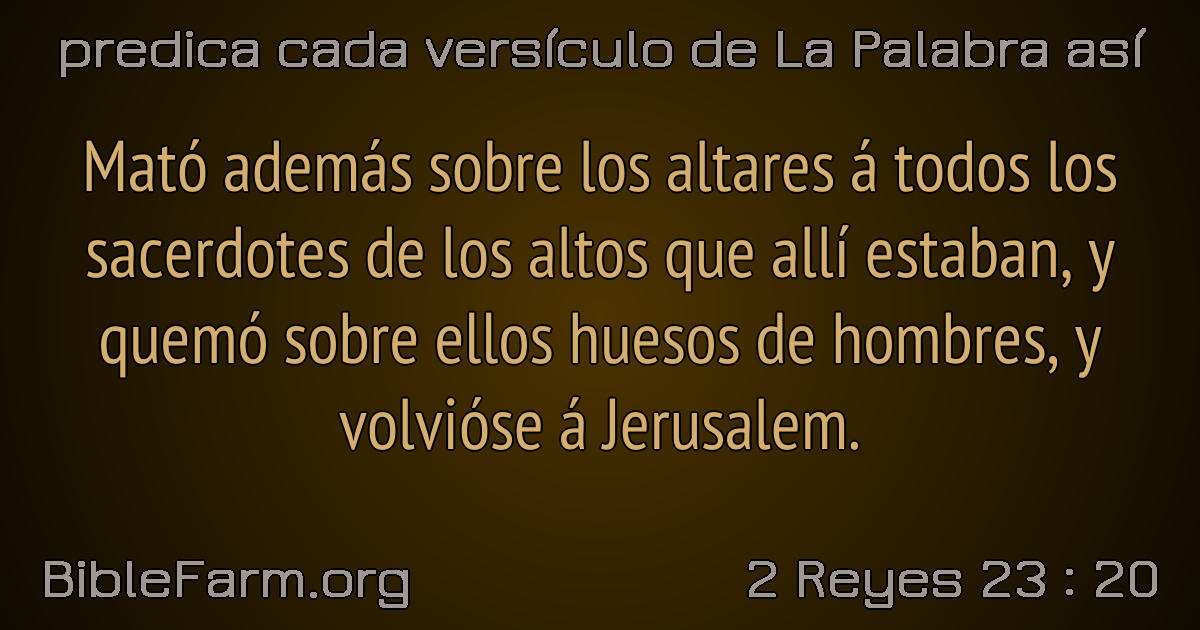 predica cada versículo de La Palabra así
Mató además sobre los altares á todos los
sacerdotes de los altos que allí estaban, y
quemó sobre ellos huesos de hombres, y
volvióse á Jerusalem.
BibleFarm.org
2 Reyes 23 : 20